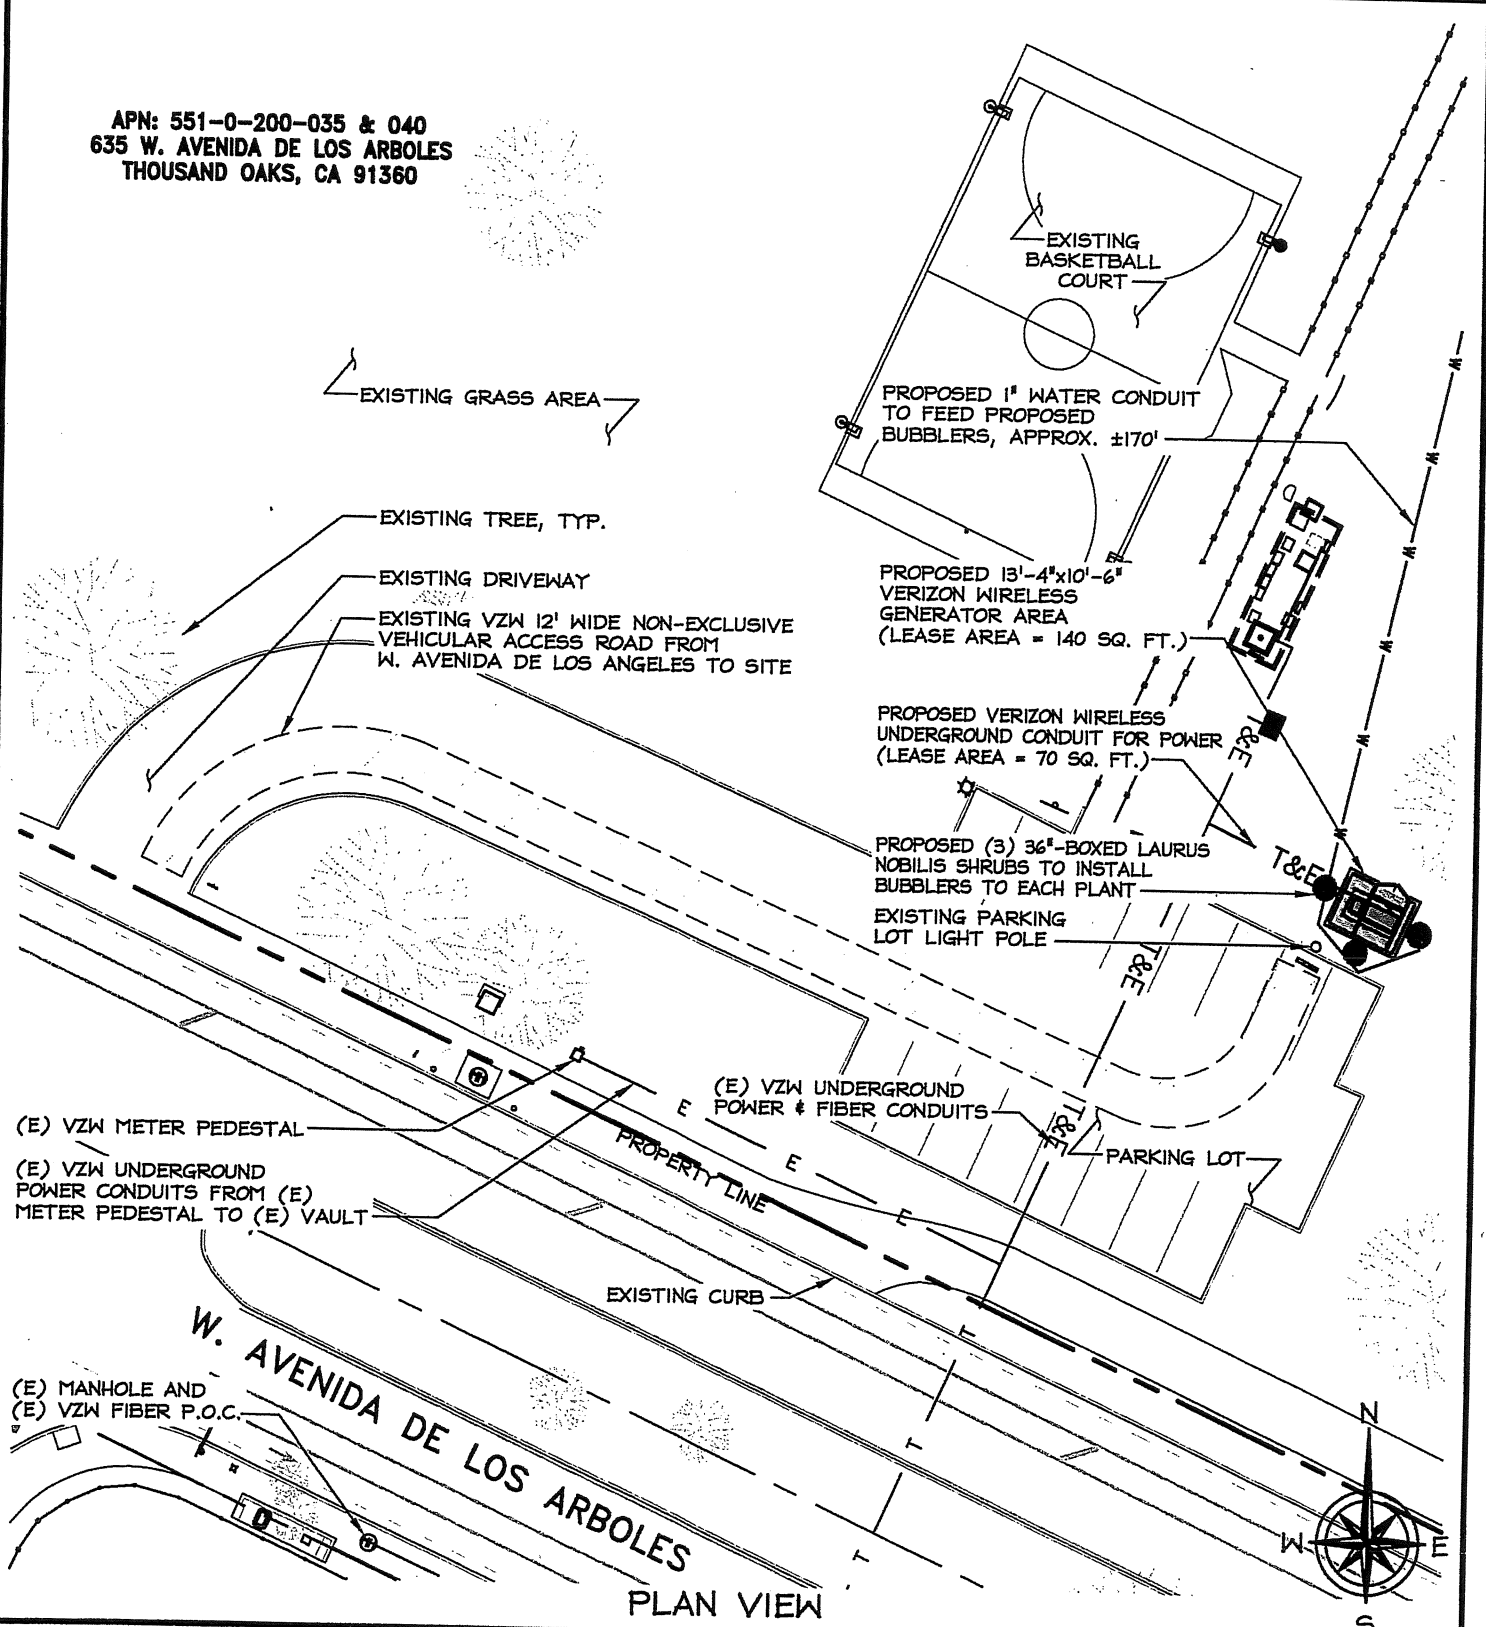 APN: 551-0-200-035 & 040
635 W. AVENIDA DE LOS ARBOLES
THOUSAND OAKS, CA 91360
EXISTING
BASKETBALL
COURT
EXISTING GRASS AREA
PROPOSED 1" WATER CONDUIT
TO FEED PROPOSED
BUBBLERS, APPROX. ±170'
W
W
W
W
W
W
EXISTING TREE, TYP.
EXISTING DRIVEWAY
EXISTING VZW 12' WIDE NON-EXCLUSIVE
VEHICULAR ACCESS ROAD FROM
W. AVENIDA DE LOS ANGELES TO SITE
PROPOSED 13'-4"x10'-6"
VERIZON WIRELESS
GENERATOR AREA
(LEASE AREA = 140 SQ. FT.)
PROPOSED VERIZON WIRELESS
UNDERGROUND CONDUIT FOR POWER
(LEASE AREA = 70 SQ. FT.)
T&E
T&E
PROPOSED (3) 36"-BOXED LAURUS
NOBILIS SHRUBS TO INSTALL
BUBBLERS TO EACH PLANT
EXISTING PARKING
LOT LIGHT POLE
T&E
(E) VZW UNDERGROUND
POWER & FIBER CONDUITS
T&E
PARKING LOT
(E) VZW METER PEDESTAL
(E) VZW UNDERGROUND
POWER CONDUITS FROM (E)
METER PEDESTAL TO (E) VAULT
E
E
E
PROPERTY LINE
EXISTING CURB
T
T
T
W. AVENIDA DE LOS ARBOLES
(E) MANHOLE AND
(E) VZW FIBER P.O.C.
N
W
E
S
PLAN VIEW